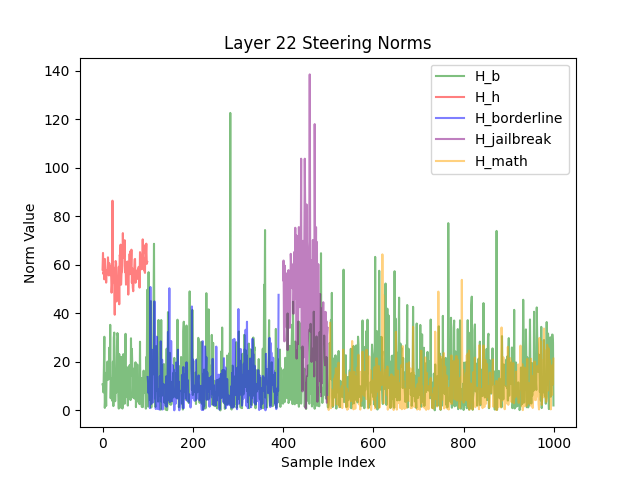 Layer 22 Steering Norms
Norm Value
140
120
100
80
60
40
20
0
H_b
H_h
H_borderline
H_jailbreak
H_math
0 200 400 600 800 1000
Sample Index